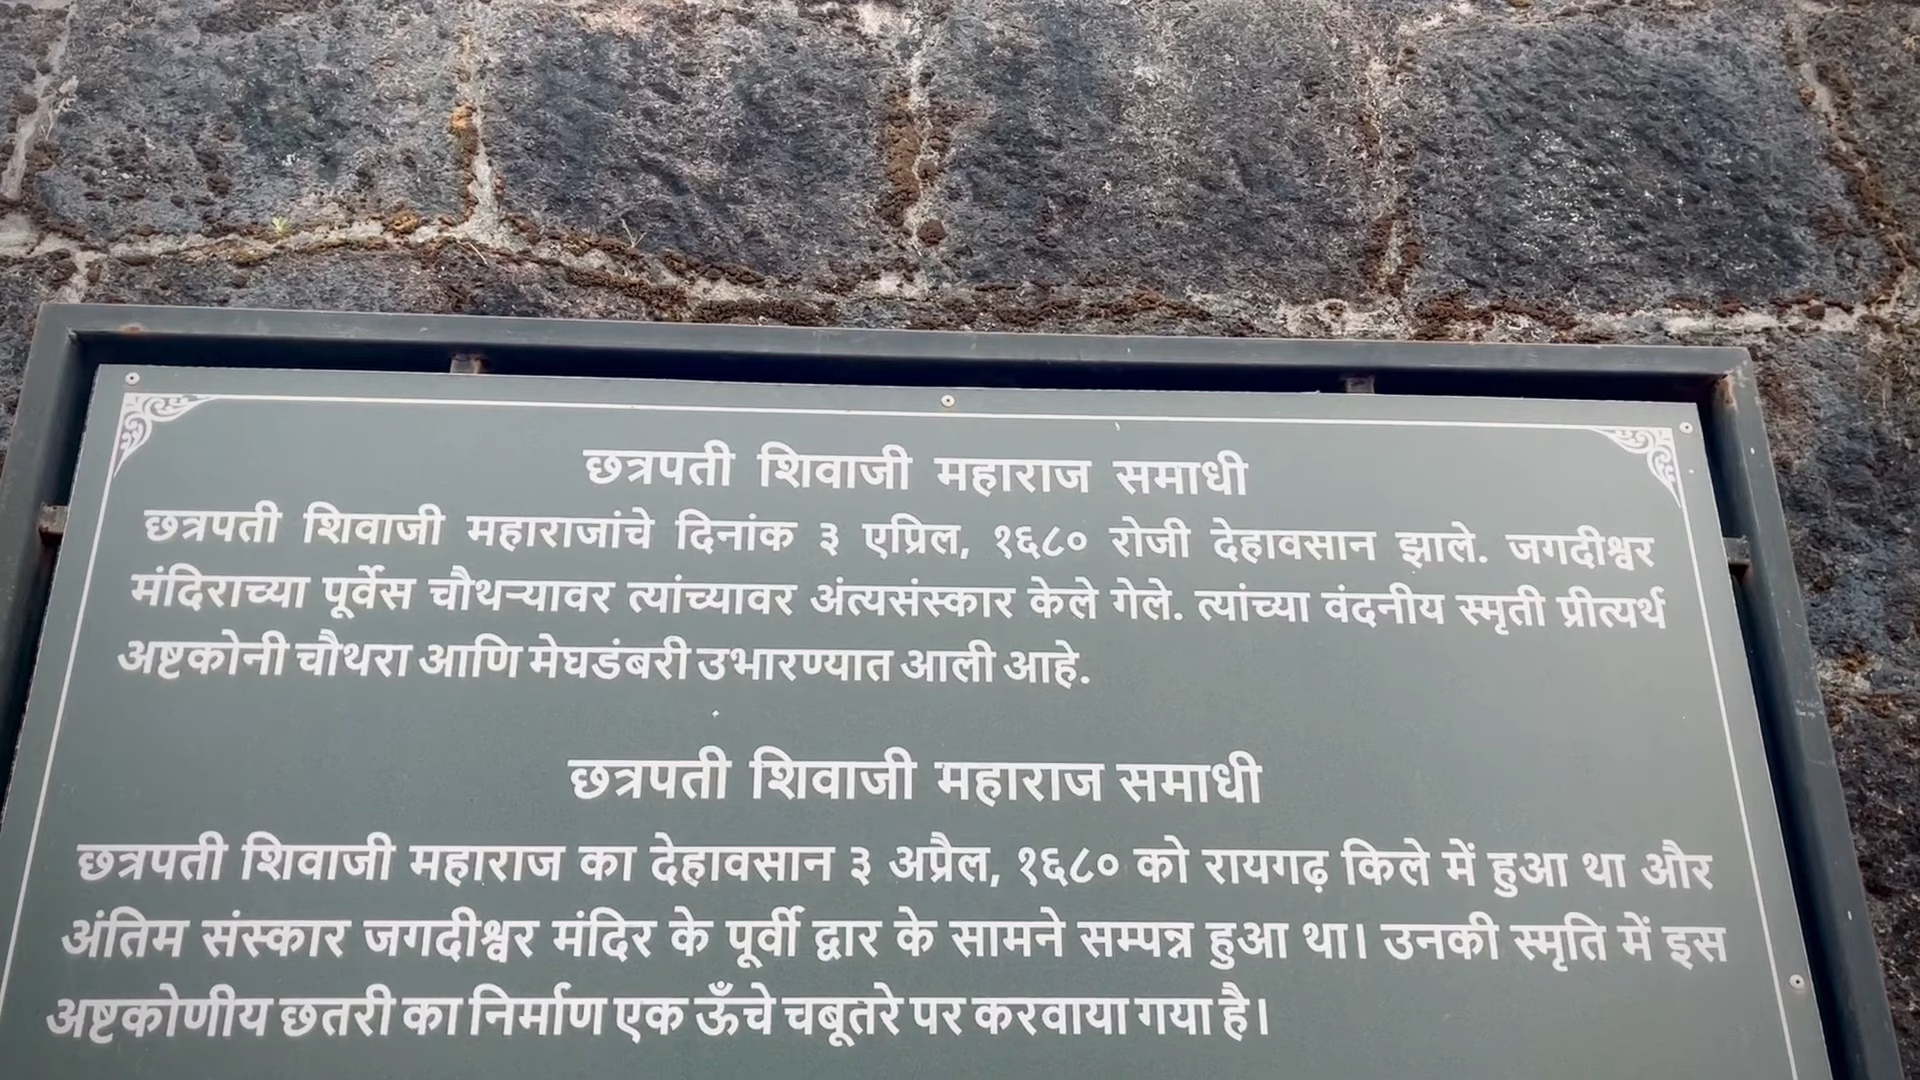 छत्रपती शिवाजी महाराज समाधी
छत्रपती शिवाजी महाराजांचे दिनांक ३ एप्रिल, १६८० रोजी देहावसान झाले. जगदीश्वर
मंदिराच्या पूर्वेस चौथऱ्यावर त्यांच्यावर अंत्यसंस्कार केले गेले. त्यांच्या वंदनीय स्मृती प्रीत्यर्थ
अष्टकोनी चौथरा आणि मेघडंबरी उभारण्यात आली आहे.
छत्रपती शिवाजी महाराज समाधी
छत्रपती शिवाजी महाराज का देहावसान ३ अप्रैल, १६८० को रायगढ़ किले में हुआ था और
अंतिम संस्कार जगदीश्वर मंदिर के पूर्वी द्वार के सामने सम्पन्न हुआ था। उनकी स्मृति में इस
अष्टकोणीय छतरी का निर्माण एक ऊँचे चबूतरे पर करवाया गया है।